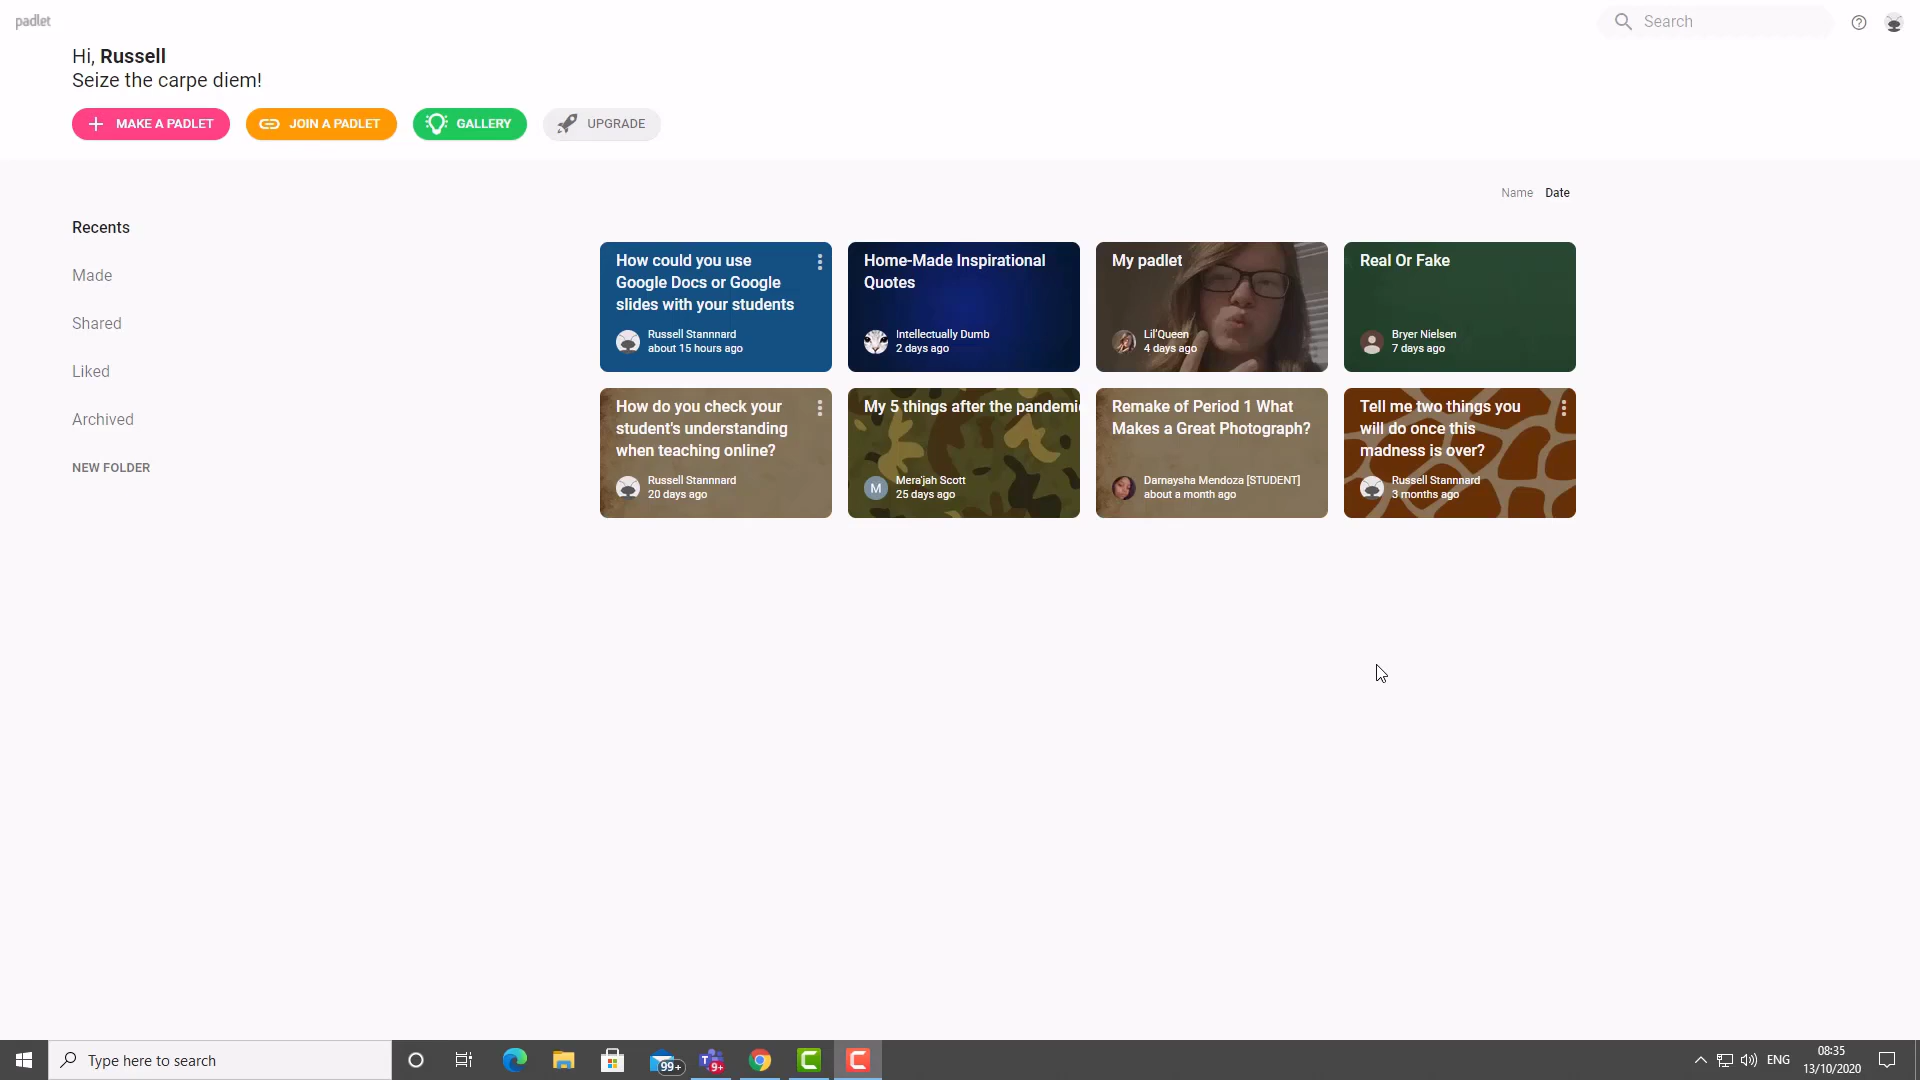 padlet
Search
Hi, Russell
Seize the carpe diem!
MAKE A PADLET
JOIN A PADLET
GALLERY
UPGRADE
Name
Date
Recents
Made
Shared
Liked
Archived
NEW FOLDER
How could you use
Google Docs or Google
slides with your students
Russell Stannnard
about 15 hours ago
Home-Made Inspirational
Quotes
Intellectually Dumb
2 days ago
My padlet
Lil'Queen
4 days ago
Real Or Fake
Bryer Nielsen
7 days ago
How do you check your
student's understanding
when teaching online?
Russell Stannnard
20 days ago
My 5 things after the pandemi
M
Mera'jah Scott
25 days ago
Remake of Period 1 What
Makes a Great Photograph?
Darnaysha Mendoza [STUDENT]
about a month ago
Tell me two things you
will do once this
madness is over?
Russell Stannnard
3 months ago
Type here to search
99+
T
9+
ENG
08:35
13/10/2020